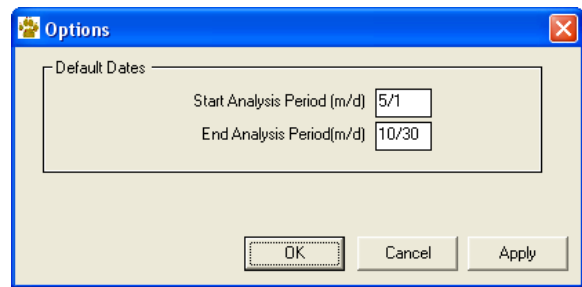 Options
Default Dates
Start Analysis Period (m/d) 5/1
End Analysis Period(m/d) 10/30
OK Cancel Apply